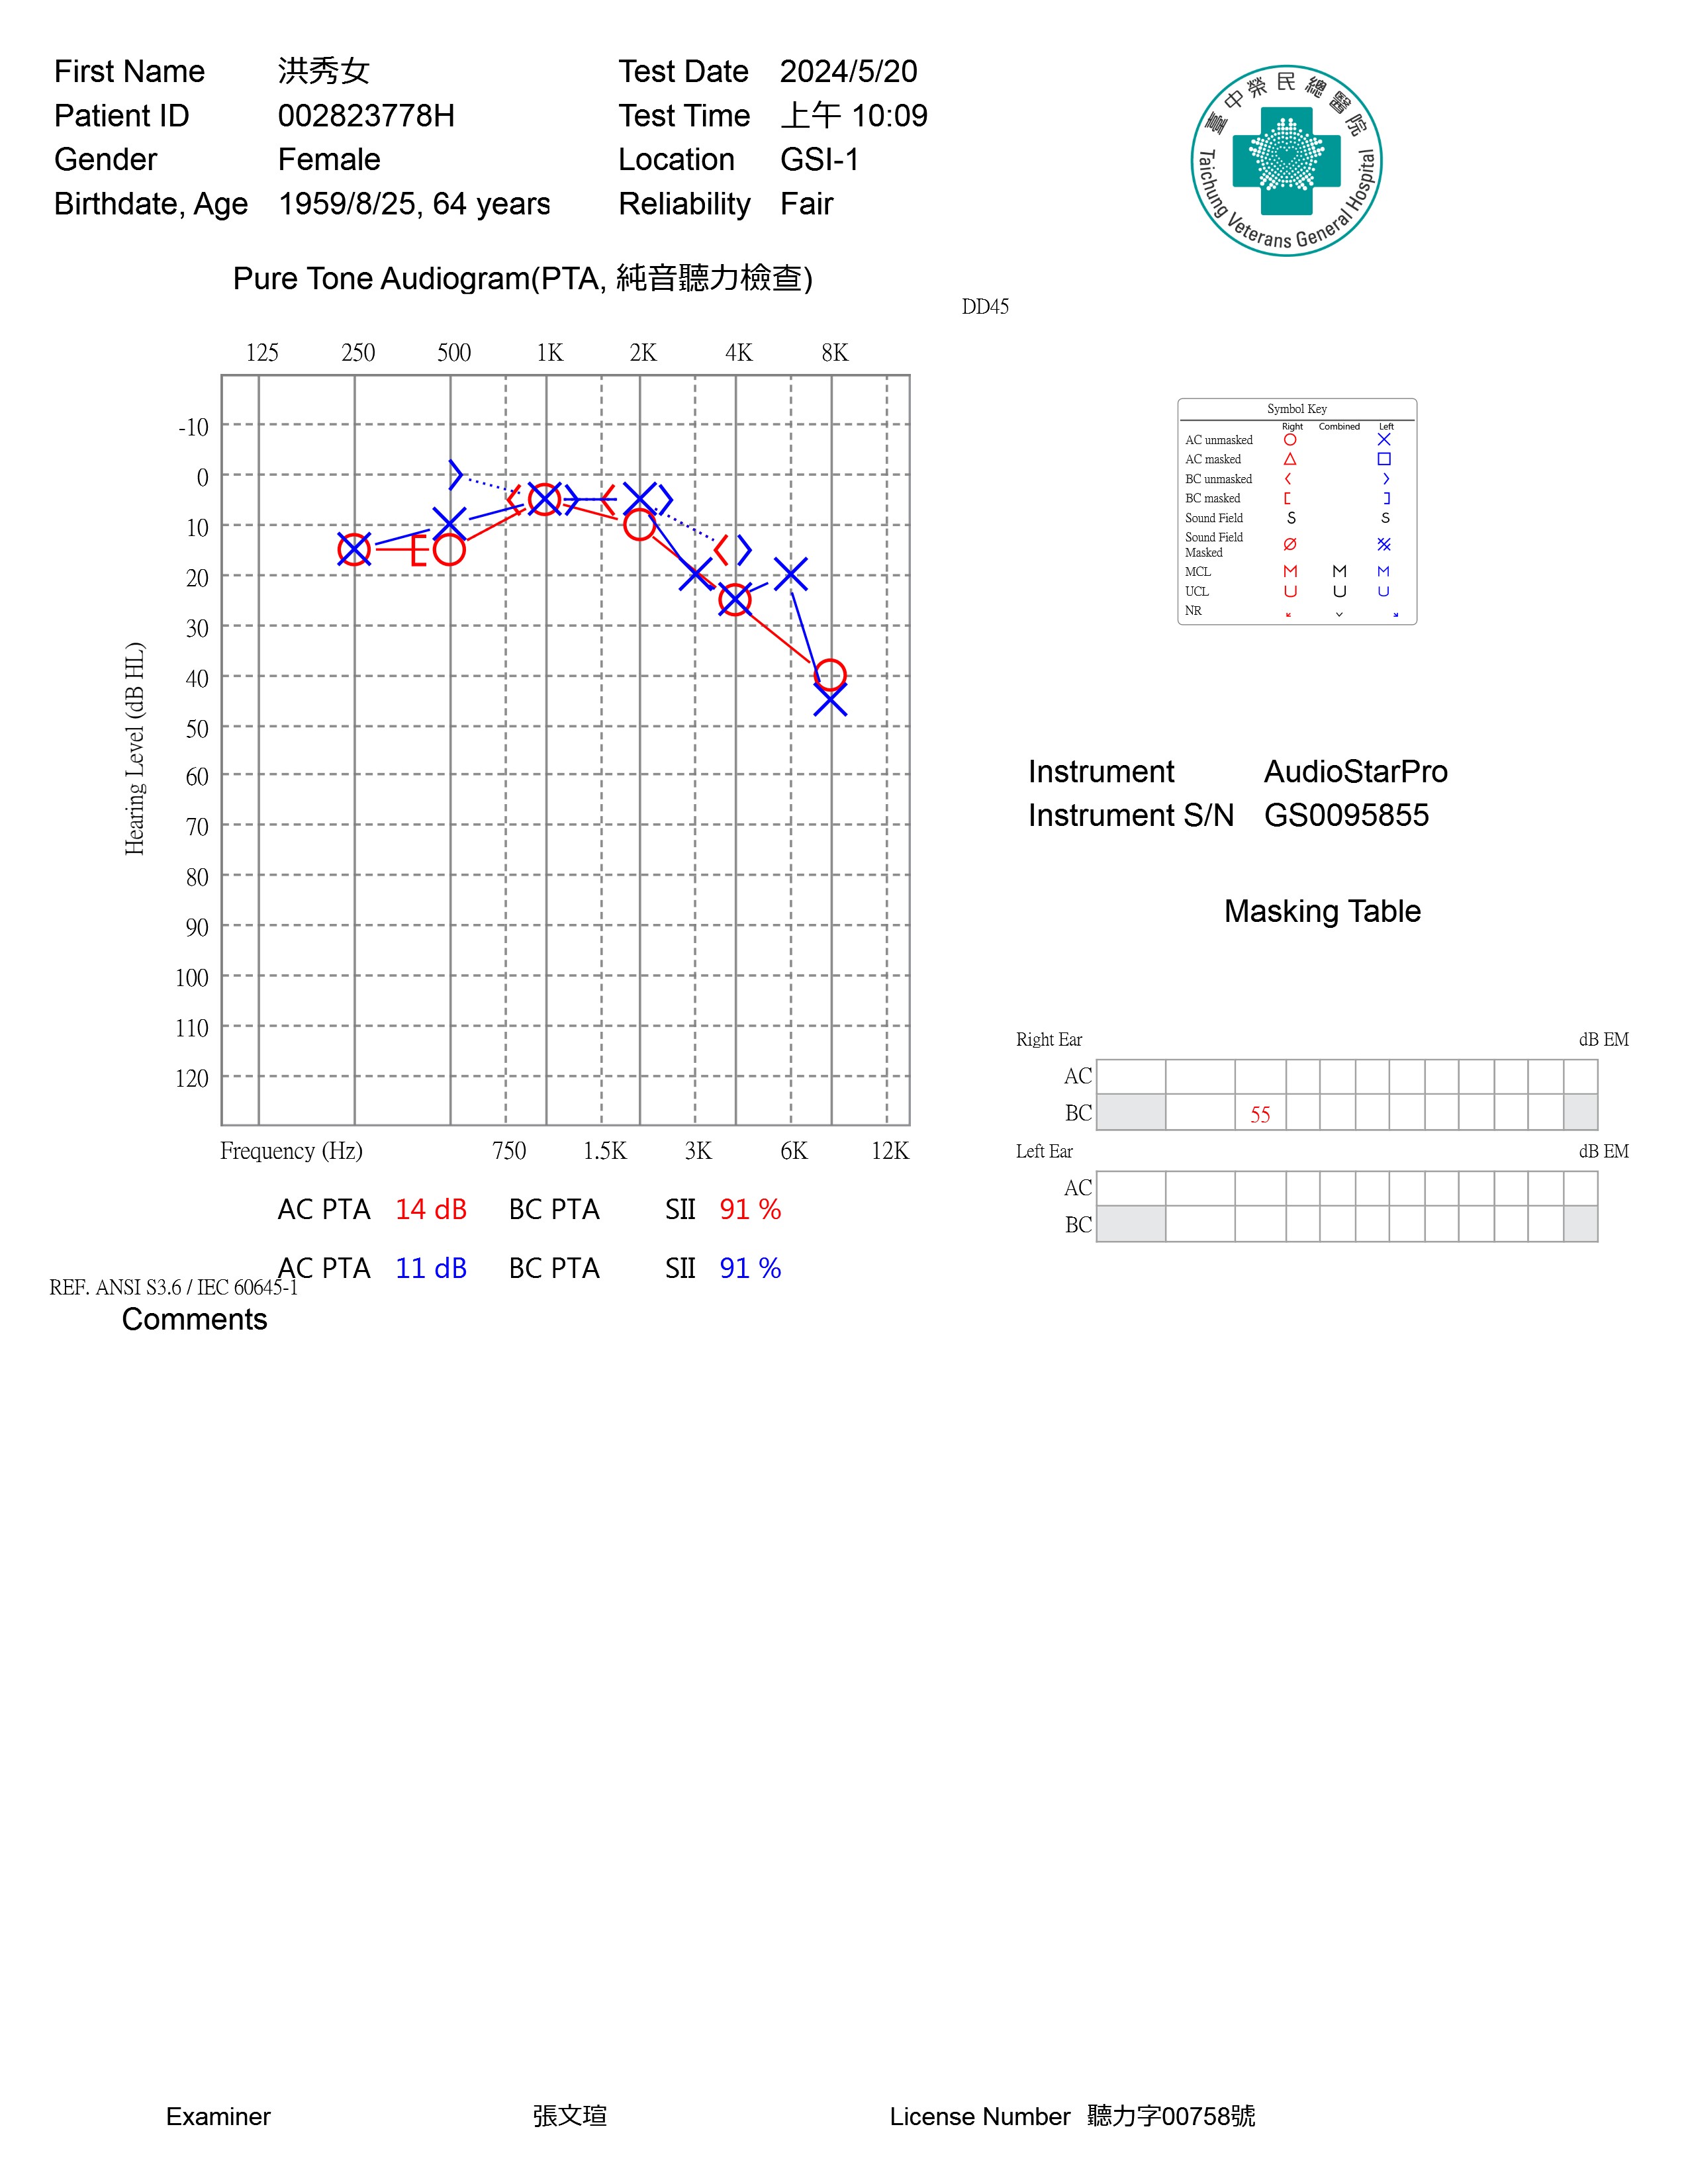 First Name 洪秀女 Test Date 2024/5/20
Patient ID 002823778H Test Time 上午 10:09
Gender Female Location GSI-1
Birthdate, Age 1959/8/25, 64 years Reliability Fair
臺中榮民總醫院
Taichung Veterans General Hospital
Pure Tone Audiogram(PTA, 純音聽力檢查)
DD45
125 250 500 1K 2K 4K 8K
-10
0
10
20
30
40
50
60
70
80
90
100
110
120
Hearing Level (dB HL)
Frequency (Hz) 750 1.5K 3K 6K 12K
Symbol Key
Right Combined Left
AC unmasked
AC masked
BC unmasked
BC masked
Sound Field S S
Sound Field
Masked
MCL M M M
UCL U U U
NR
Instrument AudioStarPro
Instrument S/N GS0095855
Masking Table
Right Ear dB EM
AC
BC 55
Left Ear dB EM
AC
BC
AC PTA 14 dB BC PTA SII 91 %
AC PTA 11 dB BC PTA SII 91 %
REF. ANSI S3.6 / IEC 60645-1
Comments
Examiner 張文瑄 License Number 聽力字00758號